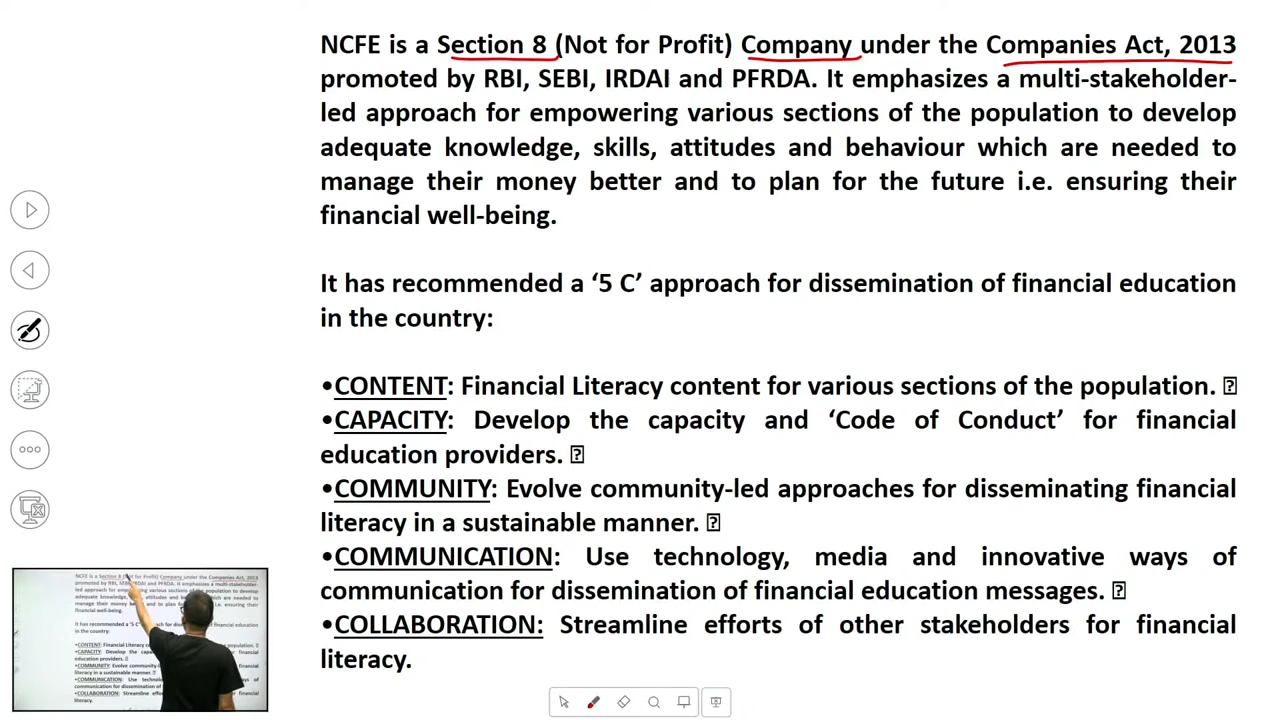 NCFE is a Section 8 (Not for Profit) Company under the Companies Act, 2013
promoted by RBI, SEBI, IRDAI and PFRDA. It emphasizes a multi-stakeholder-
led approach for empowering various sections of the population to develop
adequate knowledge, skills, attitudes and behaviour which are needed to
manage their money better and to plan for the future i.e. ensuring their
financial well-being.
It has recommended a ‘5 C’ approach for dissemination of financial education
in the country:
•CONTENT: Financial Literacy content for various sections of the population.
•CAPACITY: Develop the capacity and ‘Code of Conduct’ for financial
education providers.
•COMMUNITY: Evolve community-led approaches for disseminating financial
literacy in a sustainable manner.
•COMMUNICATION: Use technology, media and innovative ways of
communication for dissemination of financial education messages.
•COLLABORATION: Streamline efforts of other stakeholders for financial
literacy.